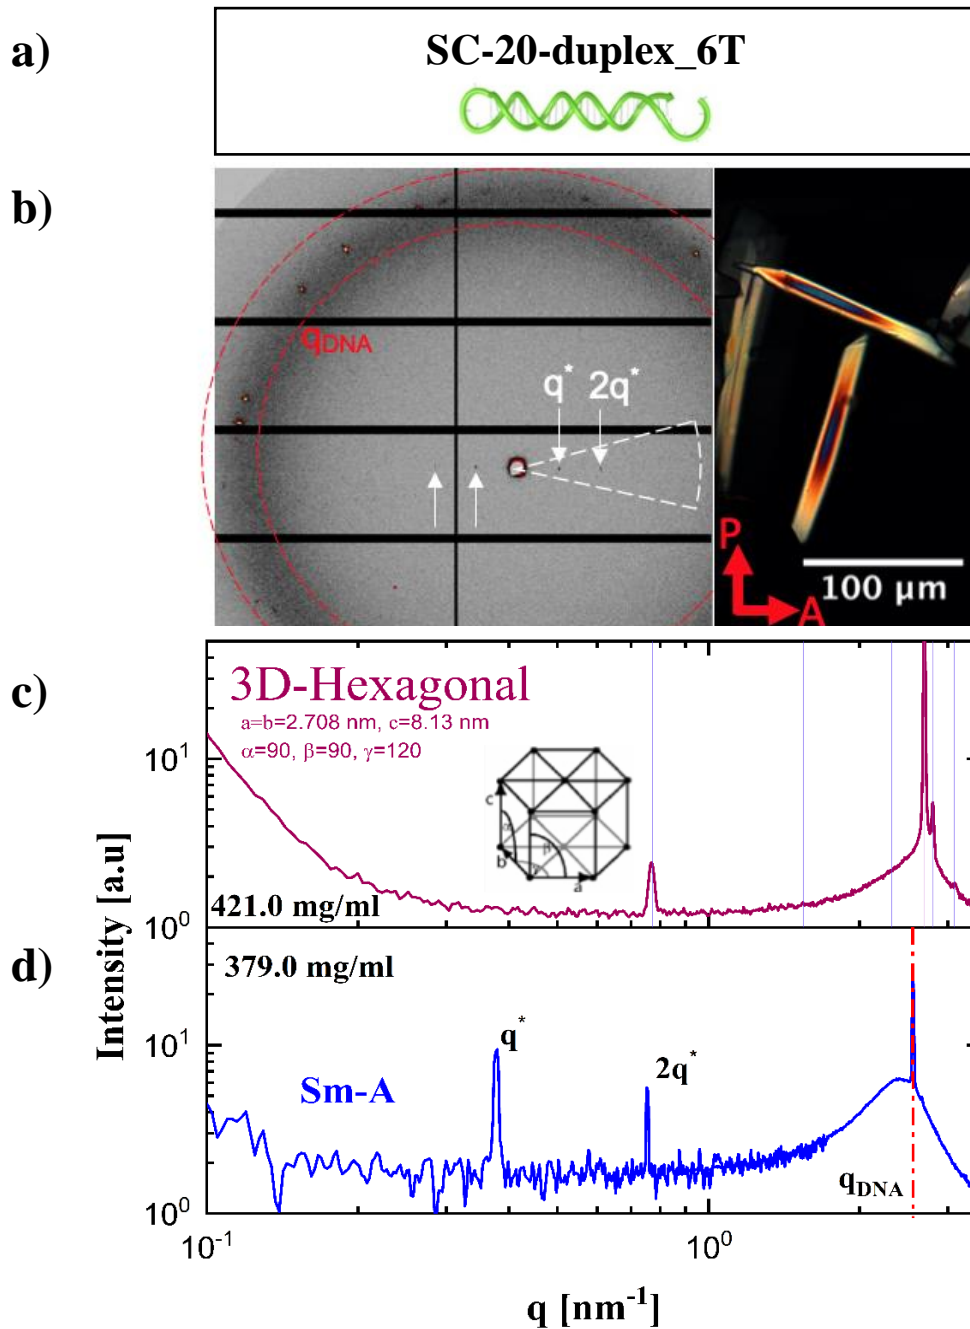 a)
SC-20-duplex_6T
b)
qDNA
q*
2q*
P
A
100 μm
c)
3D-Hexagonal
a=b=2.708 nm, c=8.13 nm
α=90, β=90, γ=120
c
α
b
β
γ
a
10¹
421.0 mg/ml
10⁰
d)
379.0 mg/ml
q*
10¹
2q*
Sm-A
qDNA
10⁰
10⁻¹
10⁰
Intensity [a.u]
q [nm⁻¹]